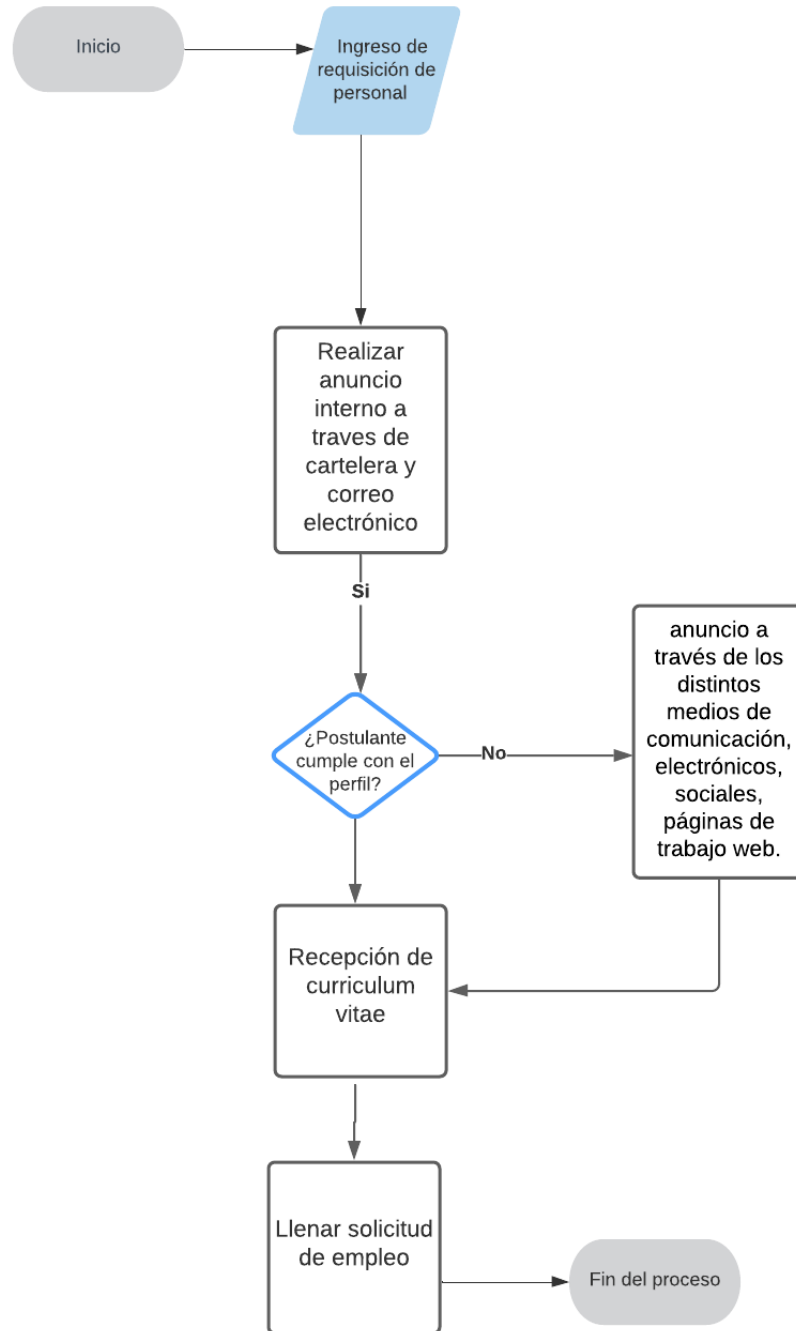 Inicio
Ingreso de
requisición de
personal
Realizar
anuncio
interno a
traves de
cartelera y
correo
electrónico
Si
¿Postulante
cumple con el
perfil?
No
anuncio a
través de los
distintos
medios de
comunicación,
electrónicos,
sociales,
páginas de
trabajo web.
Recepción de
curriculum
vitae
Llenar solicitud
de empleo
Fin del proceso